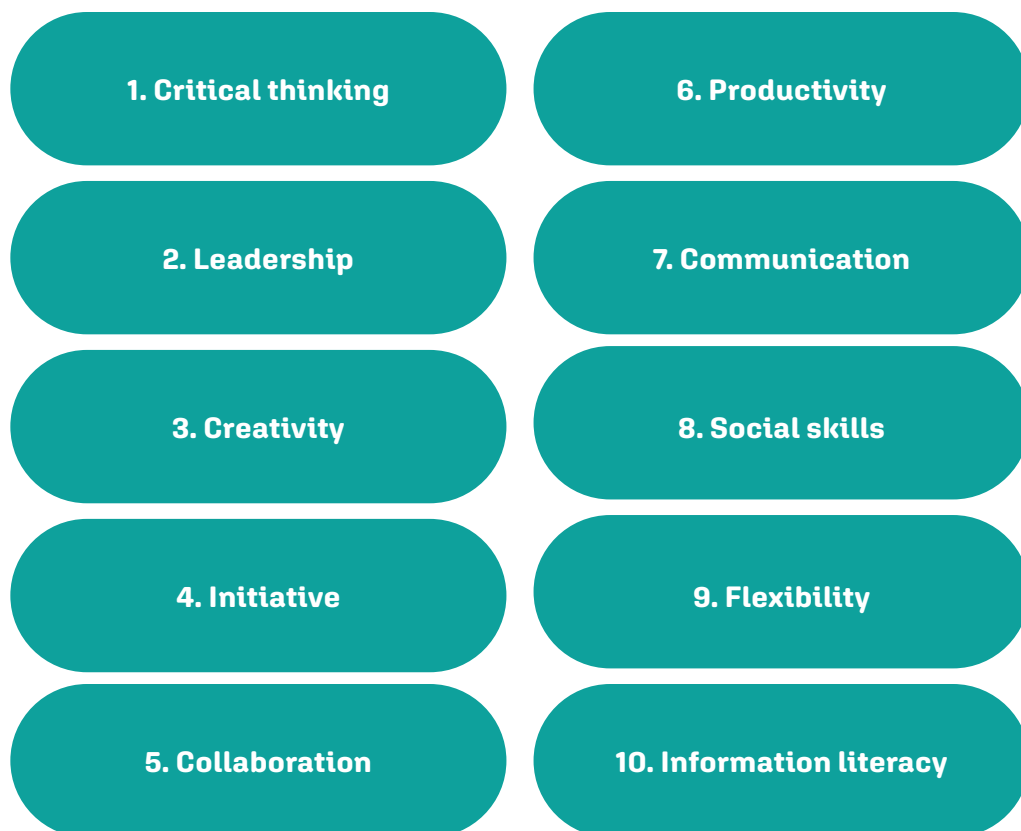 1. Critical thinking
2. Leadership
3. Creativity
4. Initiative
5. Collaboration
6. Productivity
7. Communication
8. Social skills
9. Flexibility
10. Information literacy